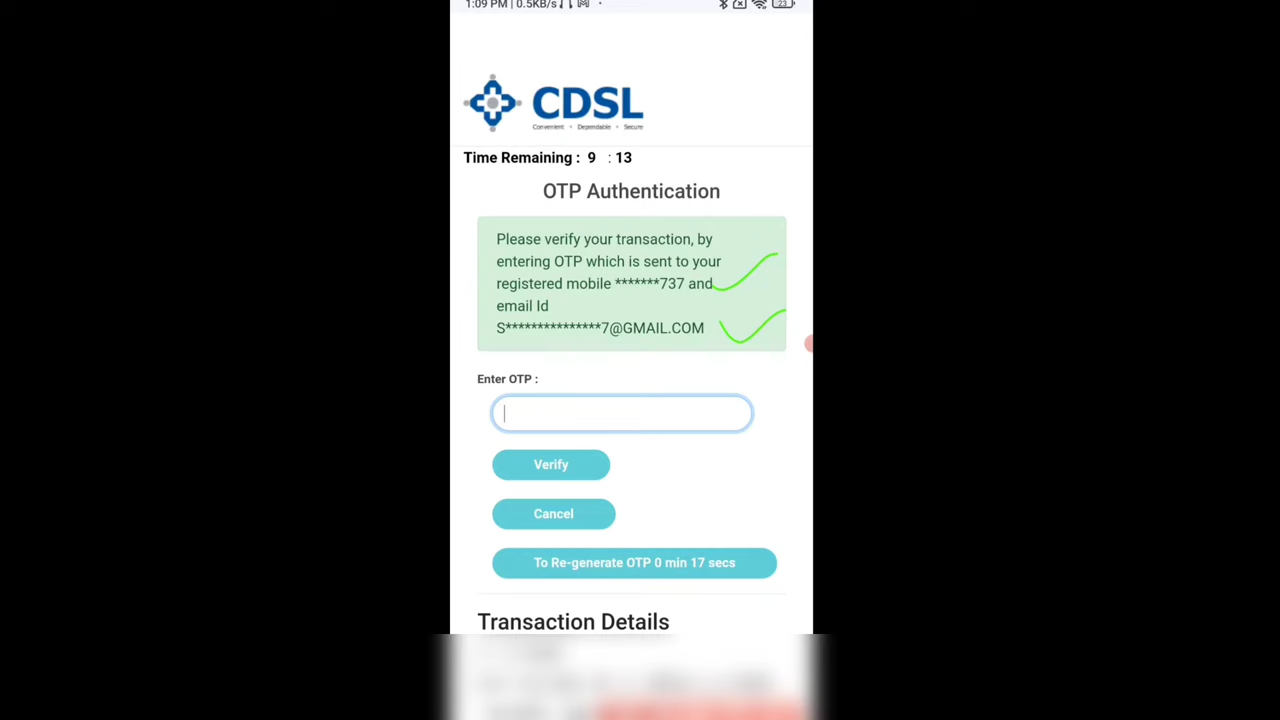 1:09 PM | 0.5KB/s
23
CDSL
Convenient • Dependable • Secure
Time Remaining : 9 : 13
OTP Authentication
Please verify your transaction, by
entering OTP which is sent to your
registered mobile *******737 and
email Id
S***************7@GMAIL.COM
Enter OTP :
Verify
Cancel
To Re-generate OTP 0 min 17 secs
Transaction Details